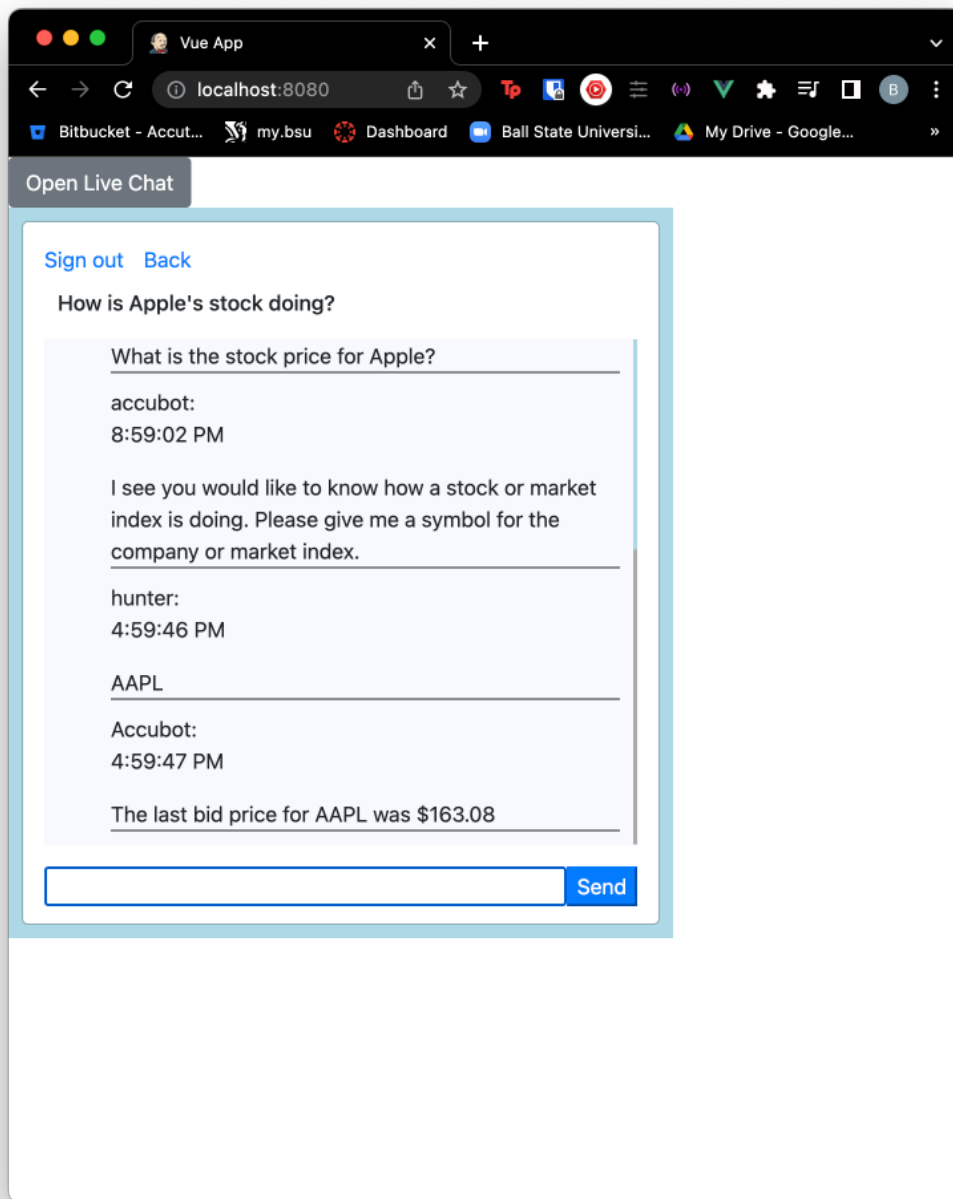 Vue App
localhost:8080
Tp
B
Bitbucket - Accut...
my.bsu
Dashboard
Ball State Universi...
My Drive - Google...
»
Open Live Chat
Sign out Back
How is Apple's stock doing?
What is the stock price for Apple?
accubot:
8:59:02 PM
I see you would like to know how a stock or market
index is doing. Please give me a symbol for the
company or market index.
hunter:
4:59:46 PM
AAPL
Accubot:
4:59:47 PM
The last bid price for AAPL was $163.08
Send